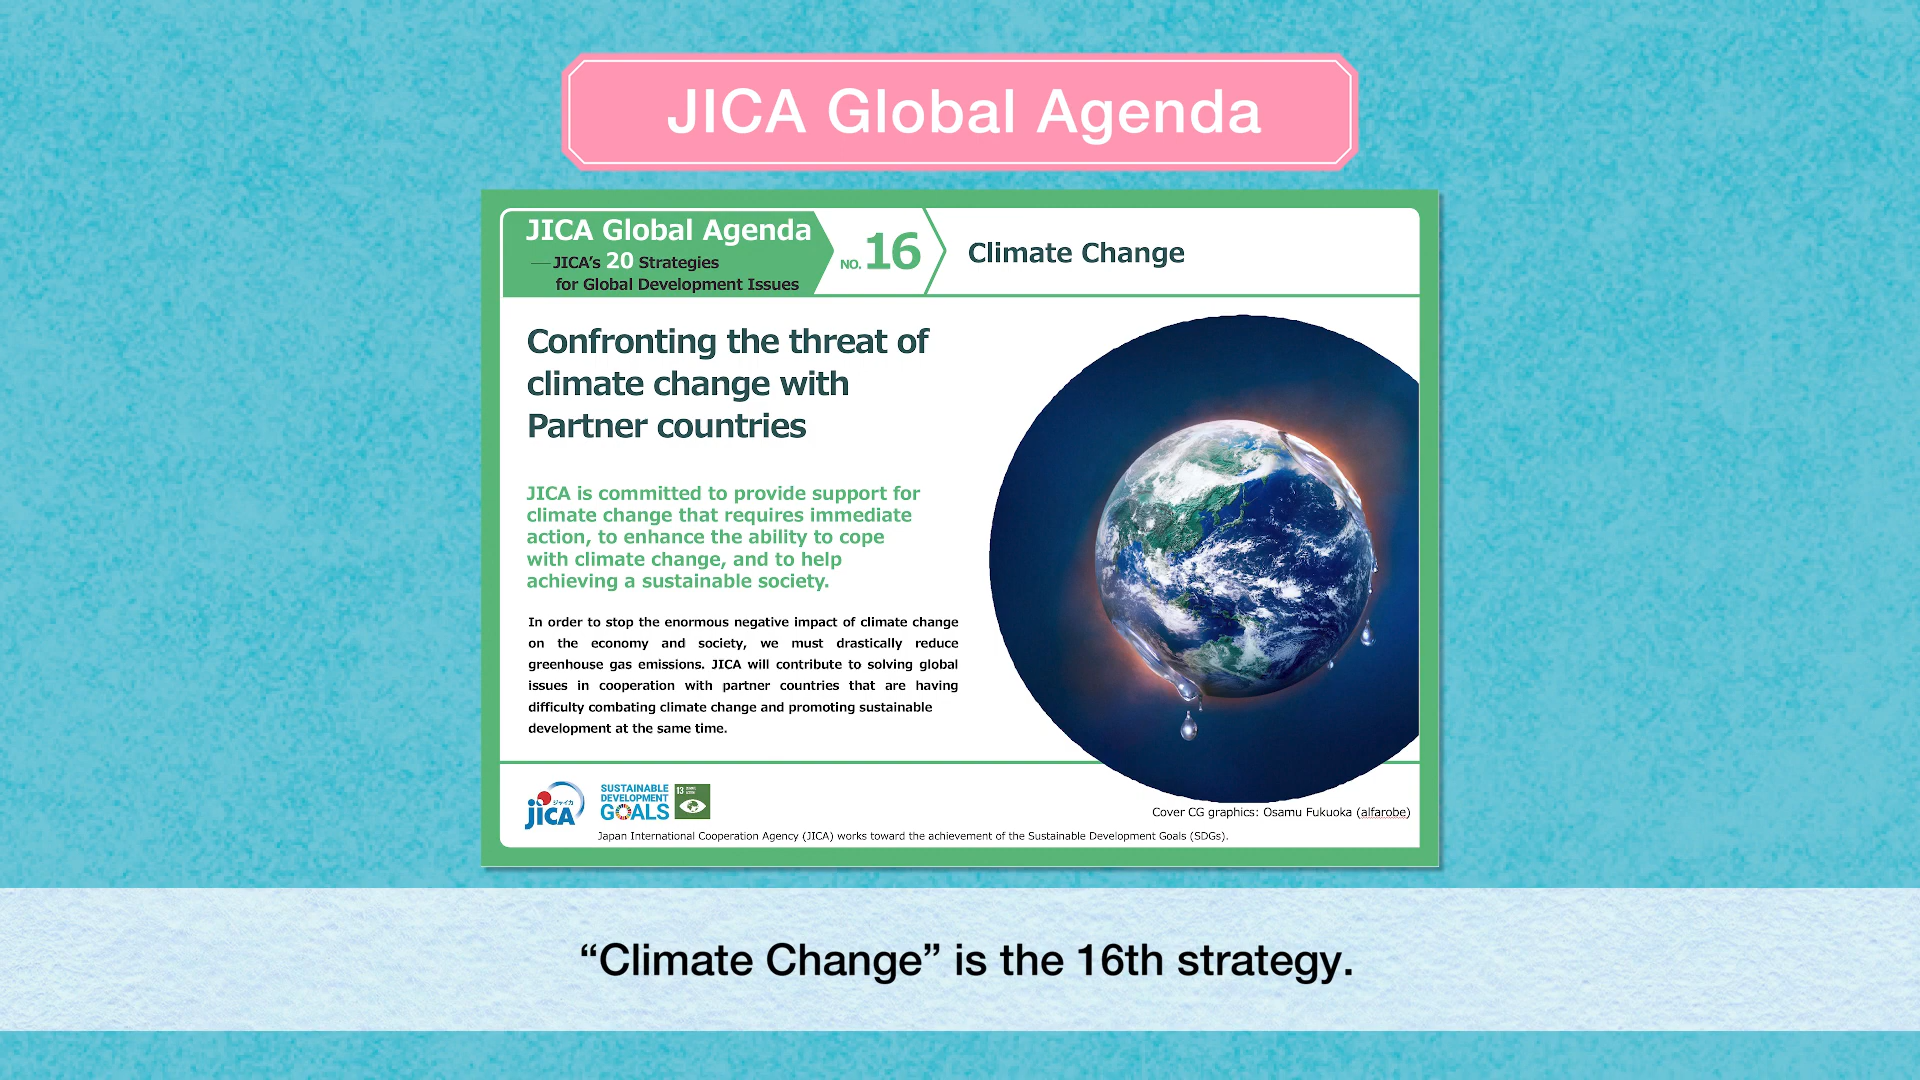 JICA Global Agenda
JICA Global Agenda
— JICA's 20 Strategies
for Global Development Issues
NO. 16
Climate Change
Confronting the threat of
climate change with
Partner countries
JICA is committed to provide support for
climate change that requires immediate
action, to enhance the ability to cope
with climate change, and to help
achieving a sustainable society.
In order to stop the enormous negative impact of climate change
on the economy and society, we must drastically reduce
greenhouse gas emissions. JICA will contribute to solving global
issues in cooperation with partner countries that are having
difficulty combating climate change and promoting sustainable
development at the same time.
ジャイカ
jICA
SUSTAINABLE
DEVELOPMENT
GOALS
13 CLIMATE
ACTION
Cover CG graphics: Osamu Fukuoka (alfarobe)
Japan International Cooperation Agency (JICA) works toward the achievement of the Sustainable Development Goals (SDGs).
“Climate Change” is the 16th strategy.